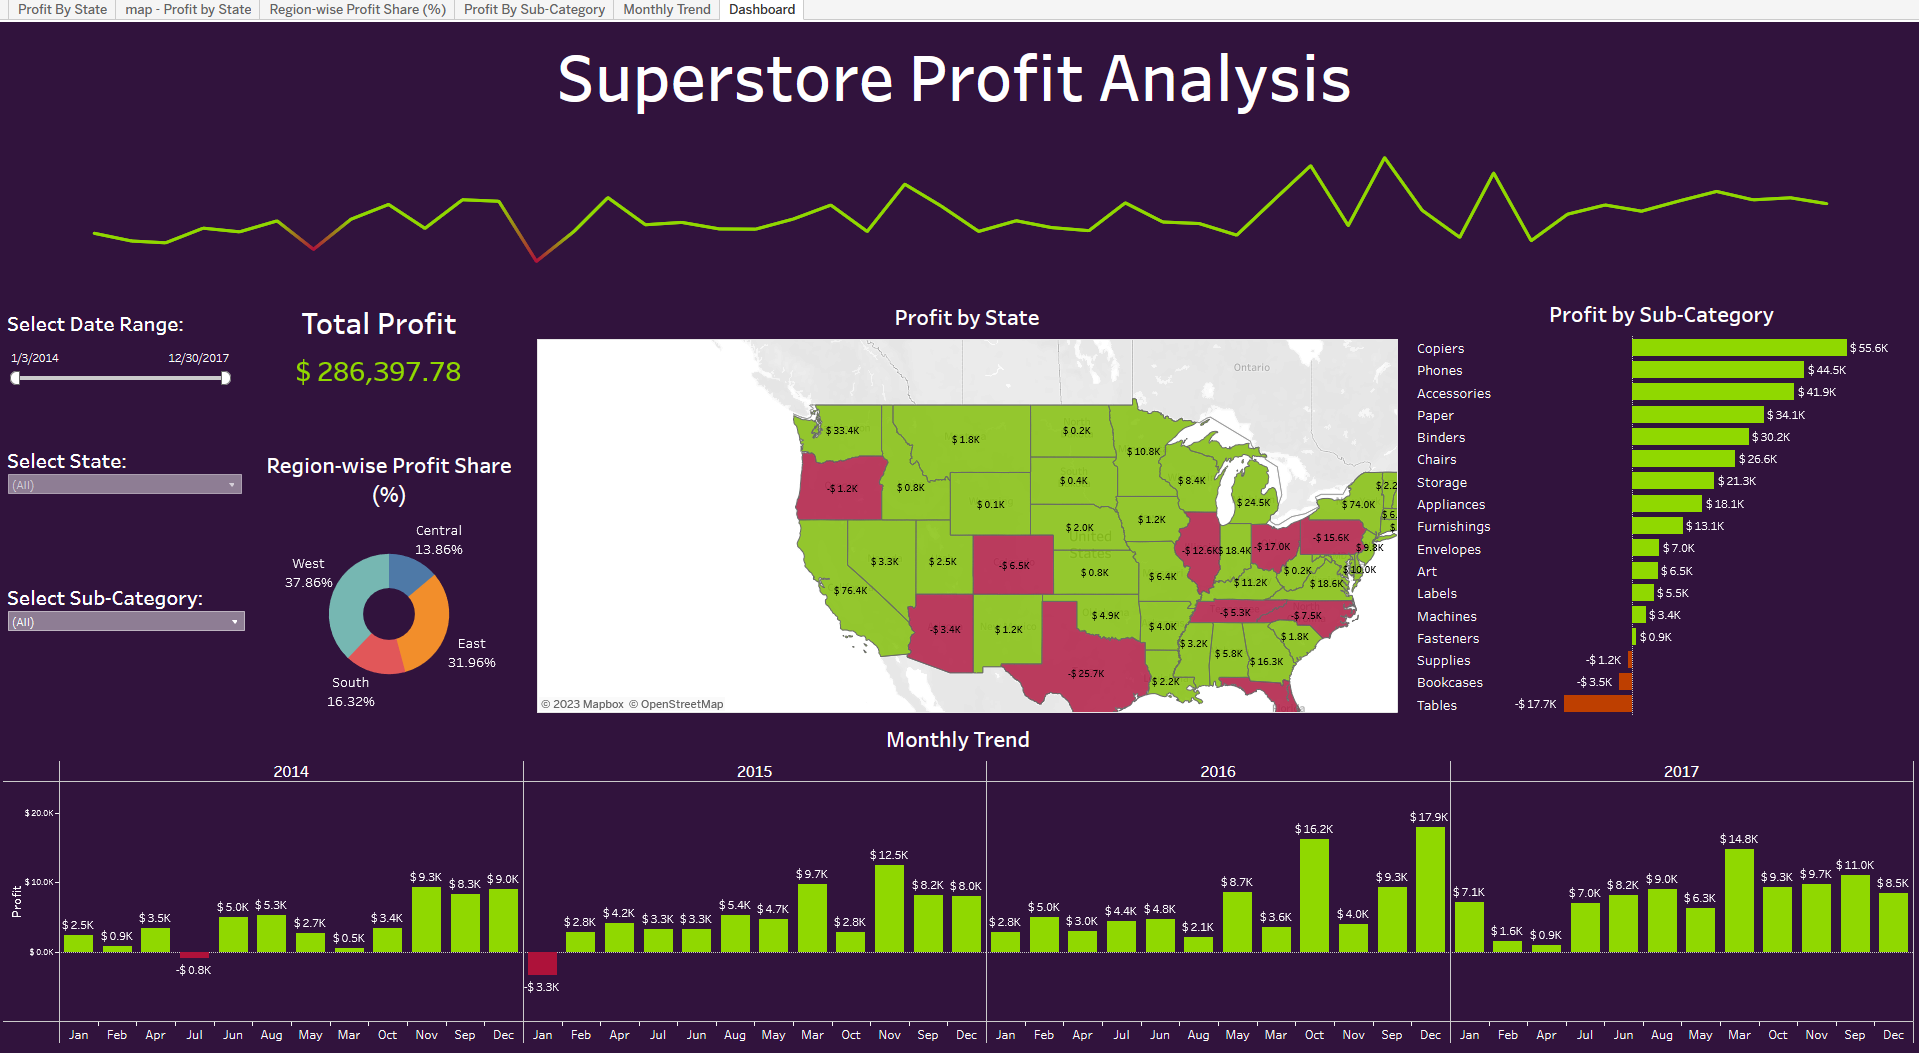 Profit By State
map - Profit by State
Region-wise Profit Share (%)
Profit By Sub-Category
Monthly Trend
Dashboard
Superstore Profit Analysis
Select Date Range:
1/3/2014 12/30/2017
Total Profit
$ 286,397.78
Select State:
(All)
Region-wise Profit Share
(%)
Central
13.86%
West
37.86%
East
31.96%
South
16.32%
Select Sub-Category:
(All)
Profit by State
Ontario
United
States
$ 33.4K
$ 1.8K
$ 0.2K
$ 10.8K
-$ 1.2K
$ 0.8K
$ 0.4K
$ 8.4K
$ 24.5K
$ 0.1K
$ 74.0K
$ 2.0K
$ 1.2K
$ 3.3K
$ 2.5K
-$ 6.5K
$ 0.8K
-$ 12.6K
$ 18.4K
-$ 17.0K
-$ 15.6K
$ 9.8K
$ 76.4K
$ 6.4K
$ 11.2K
$ 0.2K
$ 18.6K
$ 10.0K
-$ 3.4K
$ 1.2K
$ 4.9K
$ 4.0K
-$ 5.3K
-$ 7.5K
-$ 25.7K
$ 2.2K
$ 3.2K
$ 5.8K
$ 16.3K
$ 1.8K
© 2023 Mapbox © OpenStreetMap
Profit by Sub-Category
Copiers $ 55.6K
Phones $ 44.5K
Accessories $ 41.9K
Paper $ 34.1K
Binders $ 30.2K
Chairs $ 26.6K
Storage $ 21.3K
Appliances $ 18.1K
Furnishings $ 13.1K
Envelopes $ 7.0K
Art $ 6.5K
Labels $ 5.5K
Machines $ 3.4K
Fasteners $ 0.9K
Supplies -$ 1.2K
Bookcases -$ 3.5K
Tables -$ 17.7K
Monthly Trend
2014 2015 2016 2017
Profit
$ 20.0K
$ 10.0K
$ 0.0K
$ 2.5K $ 0.9K $ 3.5K -$ 0.8K $ 5.0K $ 5.3K $ 2.7K $ 0.5K $ 3.4K $ 9.3K $ 8.3K $ 9.0K
-$ 3.3K $ 2.8K $ 4.2K $ 3.3K $ 3.3K $ 5.4K $ 4.7K $ 9.7K $ 2.8K $ 12.5K $ 8.2K $ 8.0K
$ 2.8K $ 5.0K $ 3.0K $ 4.4K $ 4.8K $ 2.1K $ 8.7K $ 3.6K $ 16.2K $ 4.0K $ 9.3K $ 17.9K
$ 7.1K $ 1.6K $ 0.9K $ 7.0K $ 8.2K $ 9.0K $ 6.3K $ 14.8K $ 9.3K $ 9.7K $ 11.0K $ 8.5K
Jan Feb Apr Jul Jun Aug May Mar Oct Nov Sep Dec Jan Feb Apr Jul Jun Aug May Mar Oct Nov Sep Dec Jan Feb Apr Jul Jun Aug May Mar Oct Nov Sep Dec Jan Feb Apr Jul Jun Aug May Mar Oct Nov Sep Dec